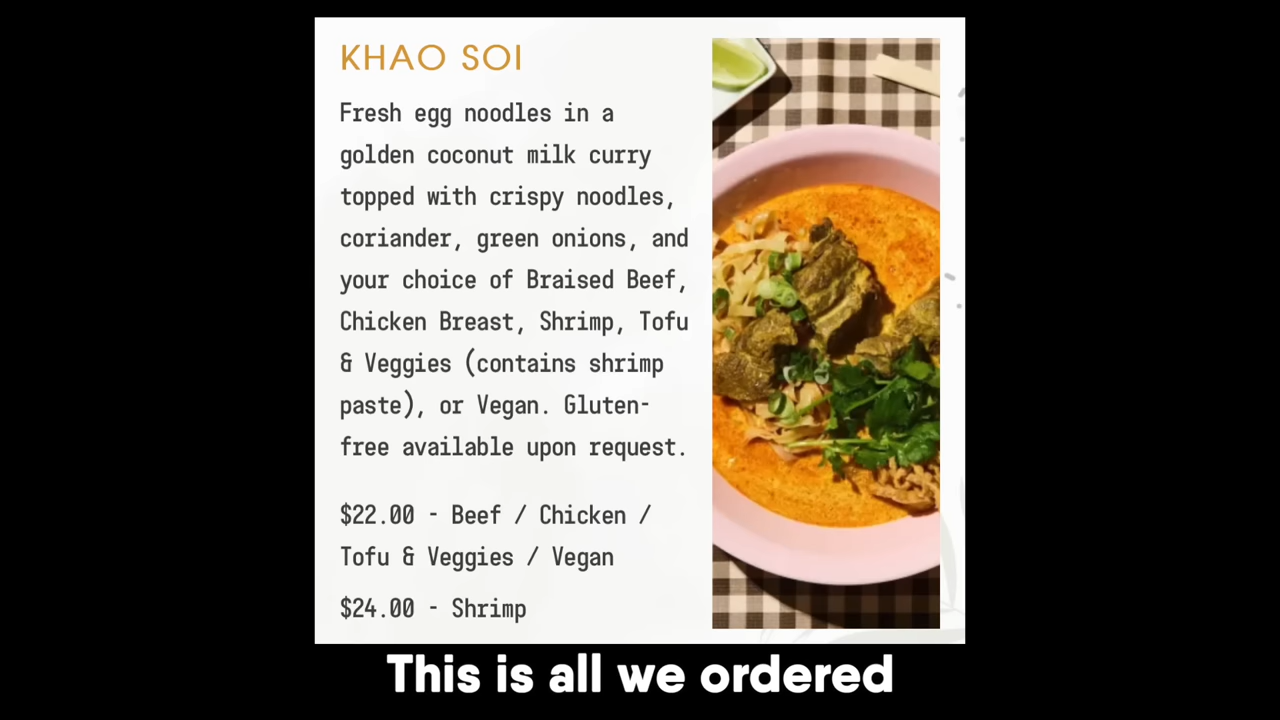 KHAO SOI
Fresh egg noodles in a
golden coconut milk curry
topped with crispy noodles,
coriander, green onions, and
your choice of Braised Beef,
Chicken Breast, Shrimp, Tofu
& Veggies (contains shrimp
paste), or Vegan. Gluten-
free available upon request.
$22.00 - Beef / Chicken /
Tofu & Veggies / Vegan
$24.00 - Shrimp
This is all we ordered